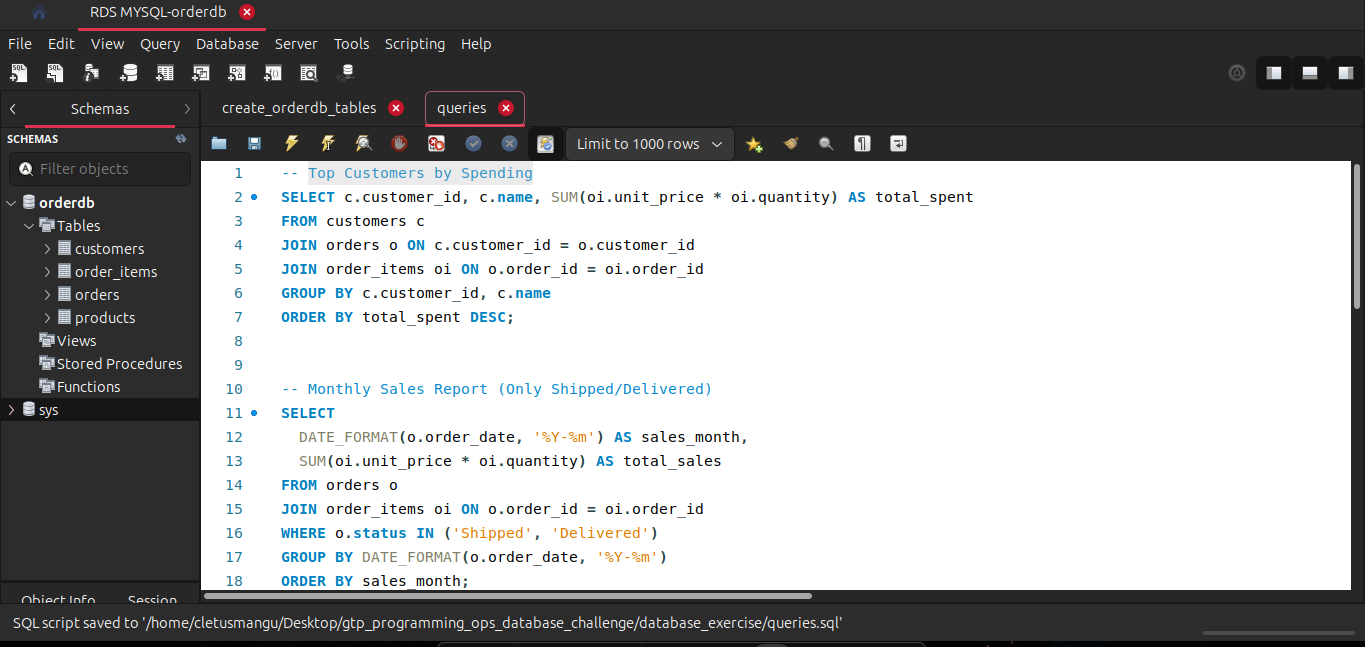 RDS MYSQL-orderdb
File Edit View Query Database Server Tools Scripting Help
Schemas
SCHEMAS
Filter objects
orderdb
Tables
customers
order_items
orders
products
Views
Stored Procedures
Functions
sys
Object Info Session
create_orderdb_tables queries
Limit to 1000 rows
1 -- Top Customers by Spending
2 SELECT c.customer_id, c.name, SUM(oi.unit_price * oi.quantity) AS total_spent
3 FROM customers c
4 JOIN orders o ON c.customer_id = o.customer_id
5 JOIN order_items oi ON o.order_id = oi.order_id
6 GROUP BY c.customer_id, c.name
7 ORDER BY total_spent DESC;
8
9
10 -- Monthly Sales Report (Only Shipped/Delivered)
11 SELECT
12 DATE_FORMAT(o.order_date, '%Y-%m') AS sales_month,
13 SUM(oi.unit_price * oi.quantity) AS total_sales
14 FROM orders o
15 JOIN order_items oi ON o.order_id = oi.order_id
16 WHERE o.status IN ('Shipped', 'Delivered')
17 GROUP BY DATE_FORMAT(o.order_date, '%Y-%m')
18 ORDER BY sales_month;
SQL script saved to '/home/cletusmangu/Desktop/gtp_programming_ops_database_challenge/database_exercise/queries.sql'